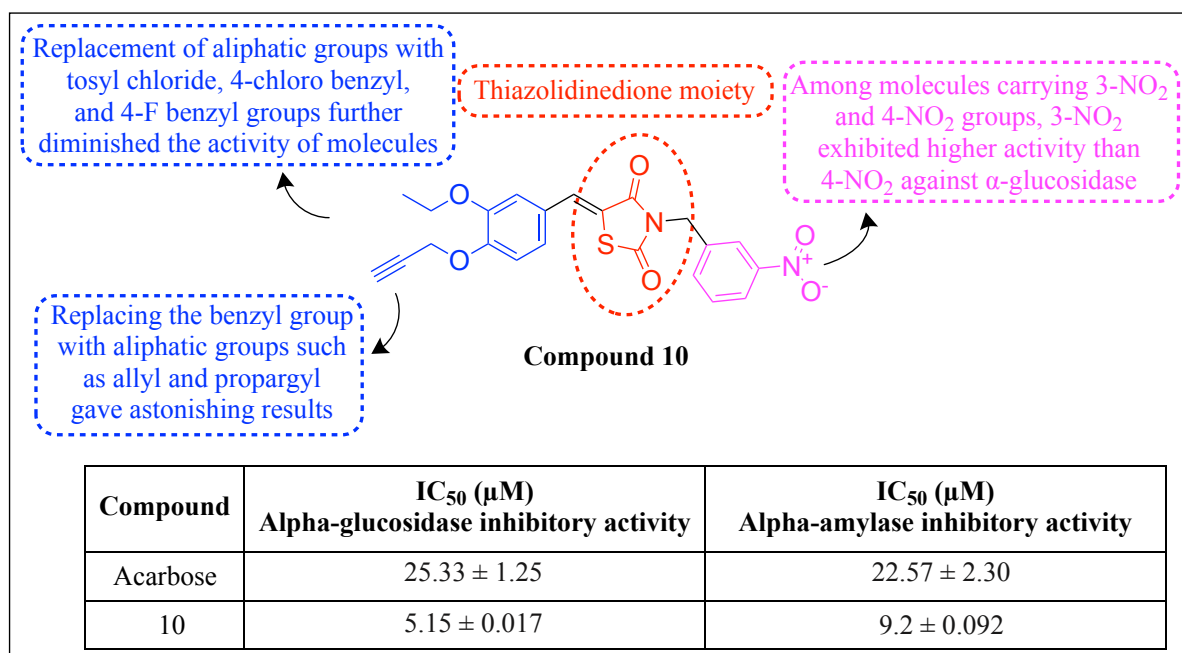 Replacement of aliphatic groups with
tosyl chloride, 4-chloro benzyl,
and 4-F benzyl groups further
diminished the activity of molecules
Thiazolidinedione moiety
Among molecules carrying 3-NO₂
and 4-NO₂ groups, 3-NO₂
exhibited higher activity than
4-NO₂ against α-glucosidase
O
O
O
S
N
O
N⁺
O
O⁻
Replacing the benzyl group
with aliphatic groups such
as allyl and propargyl
gave astonishing results
Compound 10
Compound
IC₅₀ (µM)
Alpha-glucosidase inhibitory activity
IC₅₀ (µM)
Alpha-amylase inhibitory activity
Acarbose
25.33 ± 1.25
22.57 ± 2.30
10
5.15 ± 0.017
9.2 ± 0.092